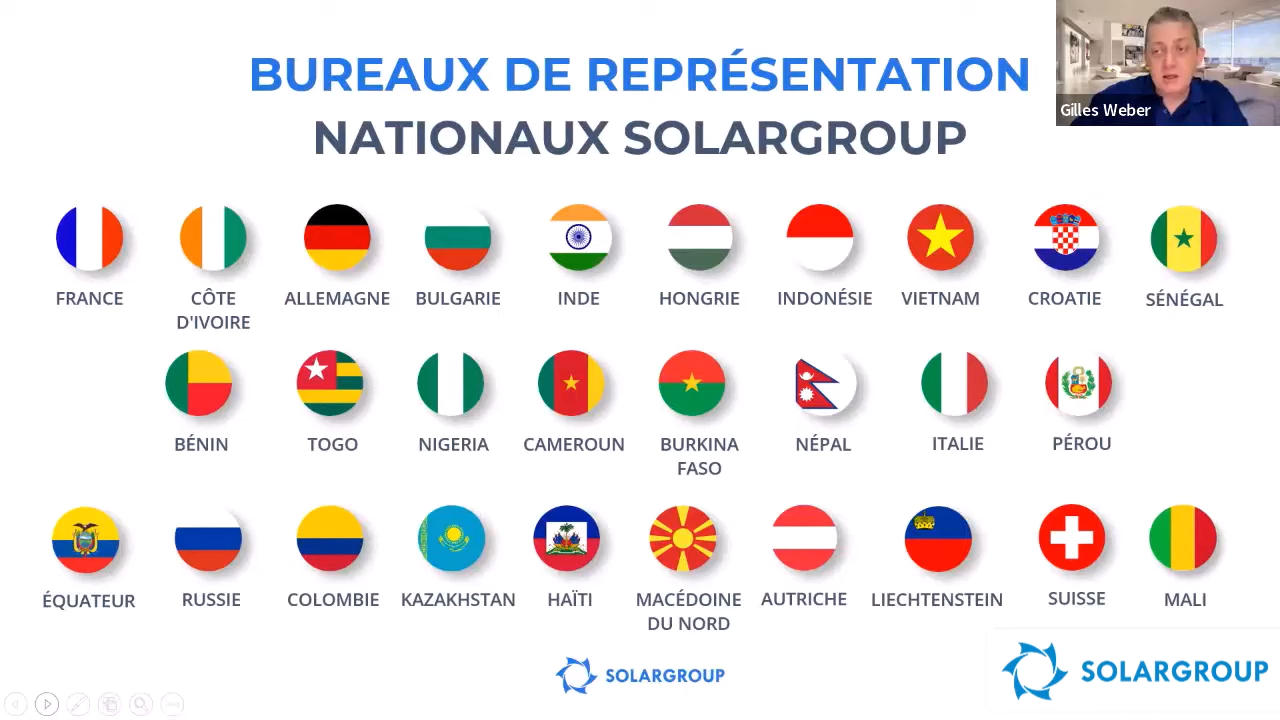 BUREAUX DE REPRÉSENTATION
NATIONAUX SOLARGROUP
Gilles Weber
FRANCE
CÔTE
D'IVOIRE
ALLEMAGNE
BULGARIE
INDE
HONGRIE
INDONÉSIE
VIETNAM
CROATIE
SÉNÉGAL
BÉNIN
TOGO
NIGERIA
CAMEROUN
BURKINA
FASO
NÉPAL
ITALIE
PÉROU
ÉQUATEUR
RUSSIE
COLOMBIE
KAZAKHSTAN
HAÏTI
MACÉDOINE
DU NORD
AUTRICHE
LIECHTENSTEIN
SUISSE
MALI
SOLARGROUP
SOLARGROUP